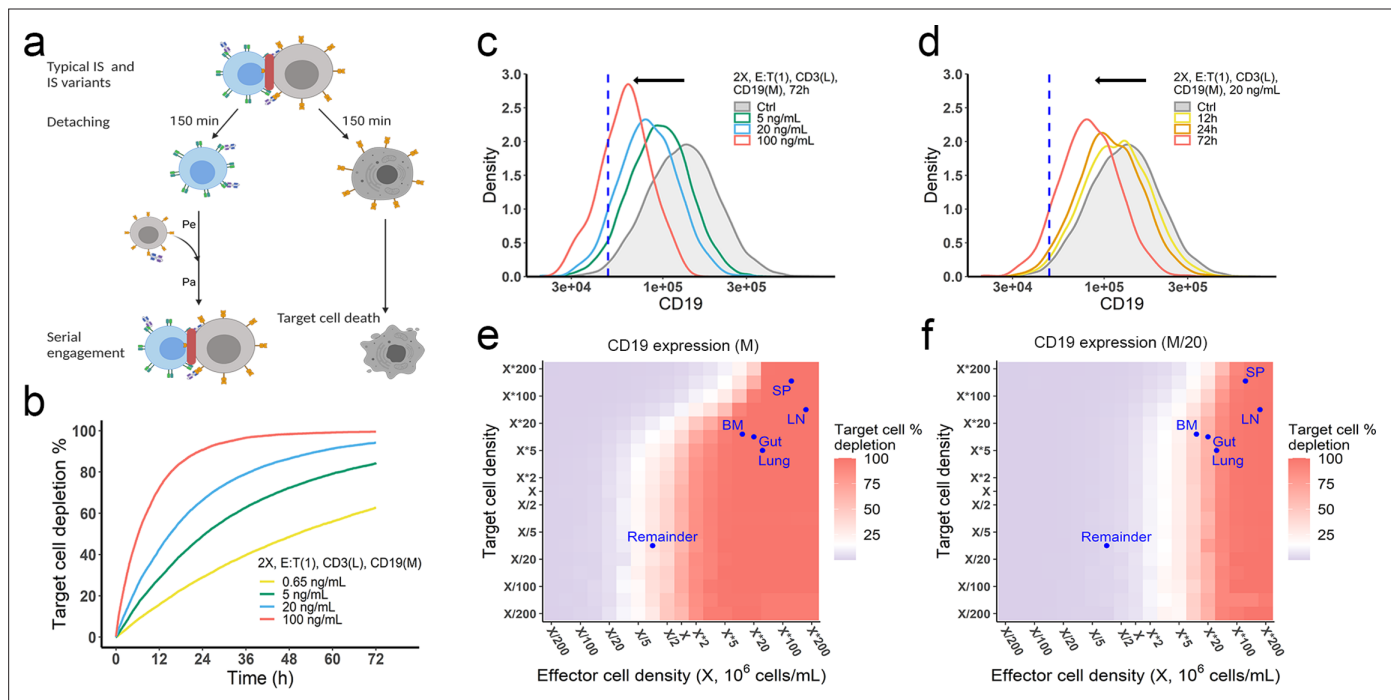 a
Typical IS and
IS variants
Detaching
150 min
150 min
Pe
Pa
Target cell death
Serial
engagement
b
Target cell depletion %
100
80
60
40
20
0
2X, E:T(1), CD3(L), CD19(M)
0.65 ng/mL
5 ng/mL
20 ng/mL
100 ng/mL
0
12
24
36
48
60
72
Time (h)
c
2X, E:T(1), CD3(L),
CD19(M), 72h
Ctrl
5 ng/mL
20 ng/mL
100 ng/mL
Density
3.0
2.5
2.0
1.5
1.0
0.5
0.0
3e+04
1e+05
3e+05
CD19
d
2X, E:T(1), CD3(L),
CD19(M), 20 ng/mL
Ctrl
12h
24h
72h
Density
3.0
2.5
2.0
1.5
1.0
0.5
0.0
3e+04
1e+05
3e+05
CD19
e
CD19 expression (M)
Target cell density
X*200
X*100
X*20
X*5
X*2
X
X/2
X/5
X/20
X/100
X/200
SP
LN
BM
Gut
Lung
Remainder
Target cell %
depletion
100
75
50
25
X/200
X/100
X/20
X/5
X/2
X
X*2
X*5
X*20
X*100
X*200
Effector cell density (X, 10⁶ cells/mL)
f
CD19 expression (M/20)
Target cell density
X*200
X*100
X*20
X*5
X*2
X
X/2
X/5
X/20
X/100
X/200
SP
LN
BM
Gut
Lung
Remainder
Target cell %
depletion
100
75
50
25
X/200
X/100
X/20
X/5
X/2
X
X*2
X*5
X*20
X*100
X*200
Effector cell density (X, 10⁶ cells/mL)